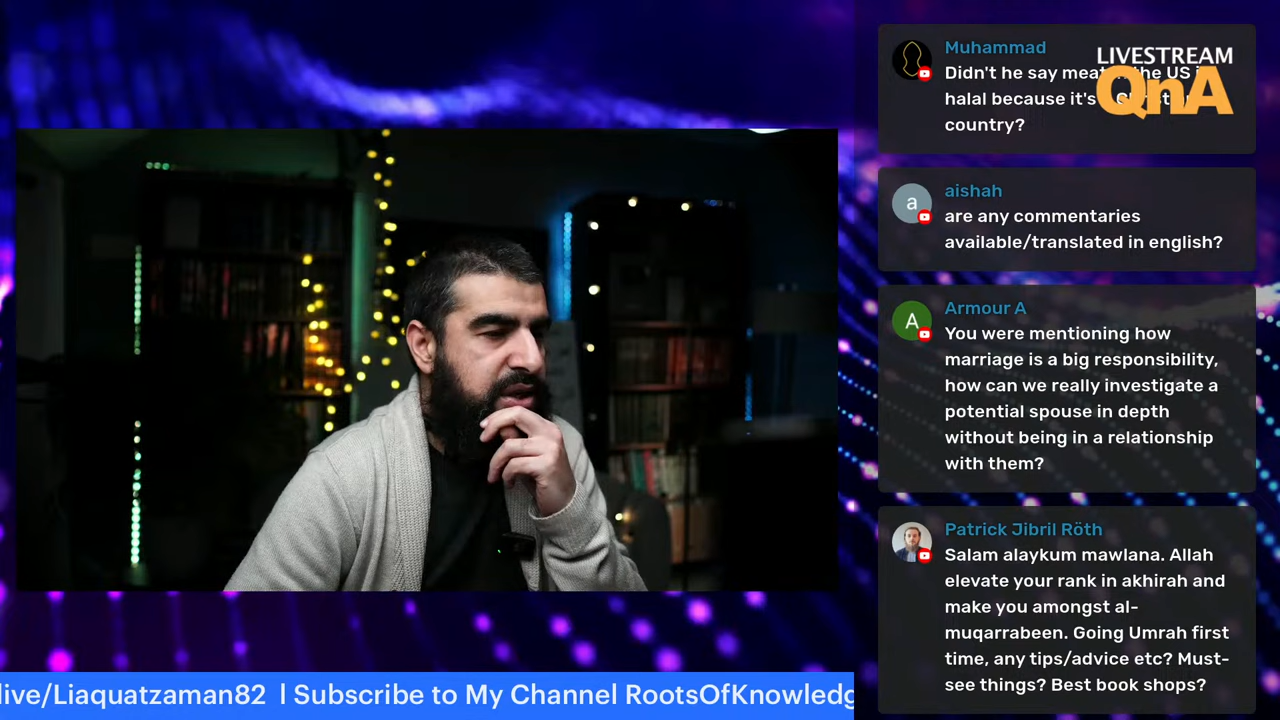 Muhammad
Didn't he say meat the US
halal because it's
country?
LIVESTREAM
QnA
a
aishah
are any commentaries
available/translated in english?
A
Armour A
You were mentioning how
marriage is a big responsibility,
how can we really investigate a
potential spouse in depth
without being in a relationship
with them?
Patrick Jibril Röth
Salam alaykum mawlana. Allah
elevate your rank in akhirah and
make you amongst al-
muqarrabeen. Going Umrah first
time, any tips/advice etc? Must-
see things? Best book shops?
live/Liaquatzaman82 | Subscribe to My Channel RootsOfKnowledg